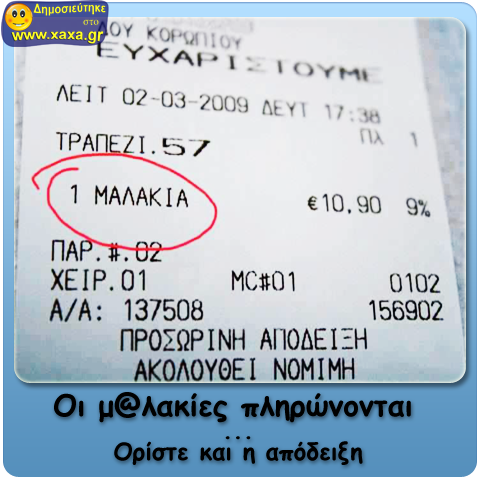 Δημοσιεύτηκε
στο
www.xaxa.gr
ΔΟΥ ΚΟΡΩΠΙΟΥ
ΕΥΧΑΡΙΣΤΟΥΜΕ
ΛΕΙΤ 02-03-2009 ΔΕΥΤ 17:38
ΠΛ 1
ΤΡΑΠΕΖΙ.57
1 ΜΑΛΑΚΙΑ €10,90 9%
ΠΑΡ.#.02
ΧΕΙΡ.01 MC#01 0102
Α/Α: 137508 156902
ΠΡΟΣΩΡΙΝΗ ΑΠΟΔΕΙΞΗ
ΑΚΟΛΟΥΘΕΙ ΝΟΜΙΜΗ
Οι μ@λακίες πληρώνονται
...
Ορίστε και η απόδειξη